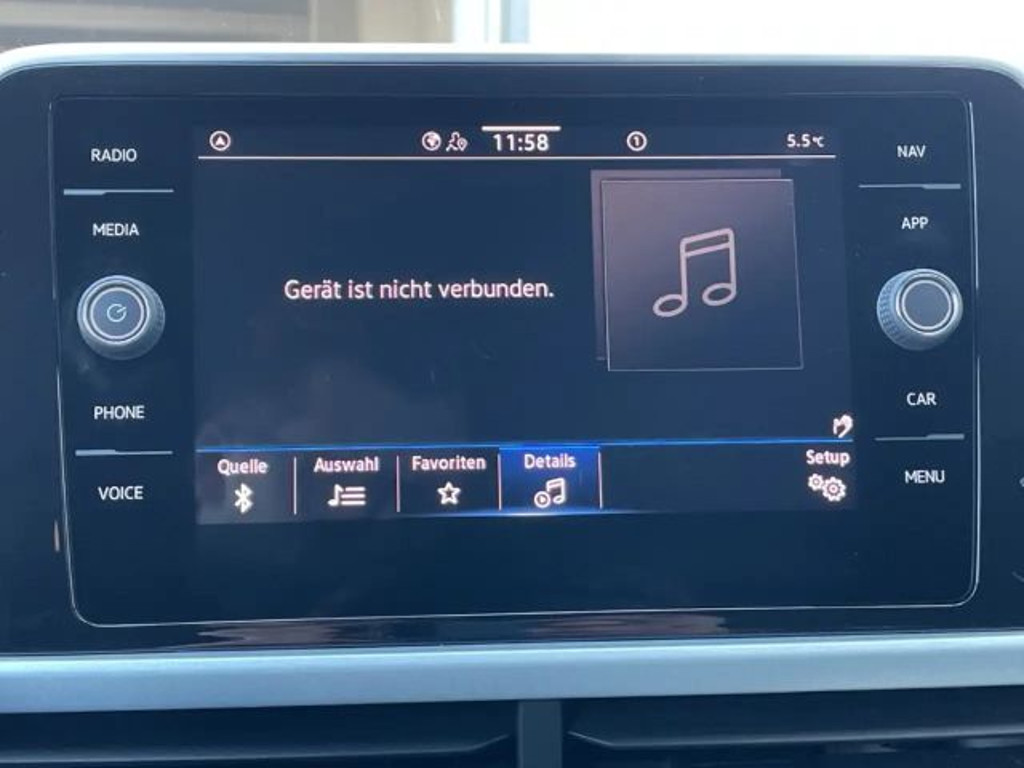 11:58
1
5.5°C
RADIO
NAV
MEDIA
APP
Gerät ist nicht verbunden.
PHONE
CAR
Quelle
Auswahl
Favoriten
Details
Setup
VOICE
MENU